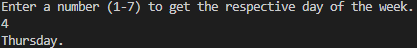 Enter a number (1-7) to get the respective day of the week.
4
Thursday.